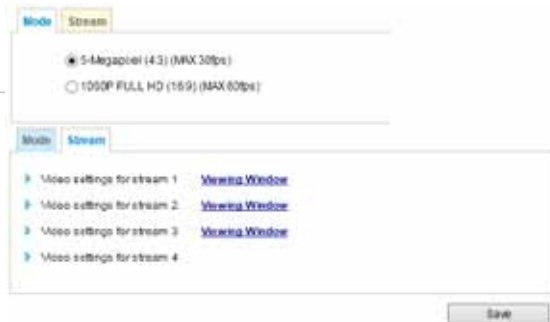 Mode Stream
5-Megapixel (4:3) (MAX 30fps)
1080P FULL HD (16:9) (MAX 60fps)
Mode Stream
Video settings for stream 1 Viewing Window
Video settings for stream 2 Viewing Window
Video settings for stream 3 Viewing Window
Video settings for stream 4
Save